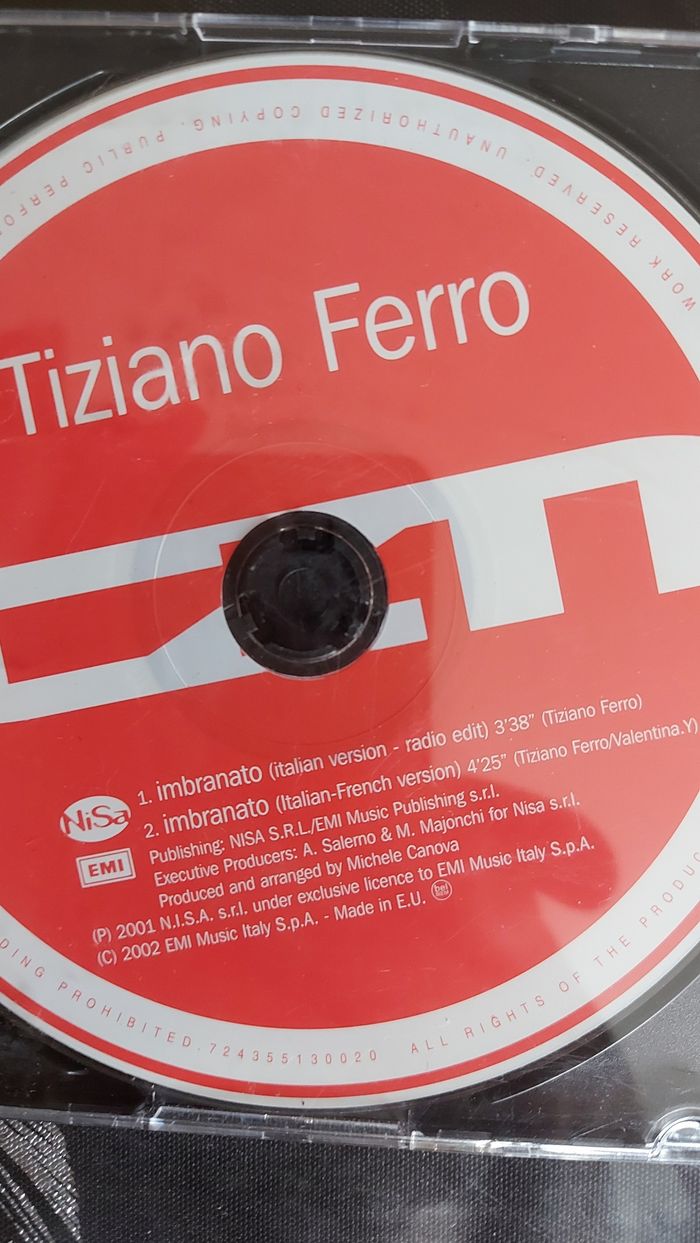 WORK RESERVED. UNAUTHORIZED COPYING. PUBLIC
Tiziano Ferro
1. imbranato (italian version - radio edit) 3'38" (Tiziano Ferro)
2. imbranato (Italian-French version) 4'25" (Tiziano Ferro/Valentina.Y)
NiSa
Publishing: NISA S.R.L/EMI Music Publishing s.r.l.
EMI
Executive Producers: A. Salerno & M. Majonchi for Nisa s.r.l.
Produced and arranged by Michele Canova
(P) 2001 N.I.S.A. s.r.l. under exclusive licence to EMI Music Italy S.p.A.
(C) 2002 EMI Music Italy S.p.A. - Made in E.U.
PROHIBITED.724355130020 ALL RIGHTS OF THE